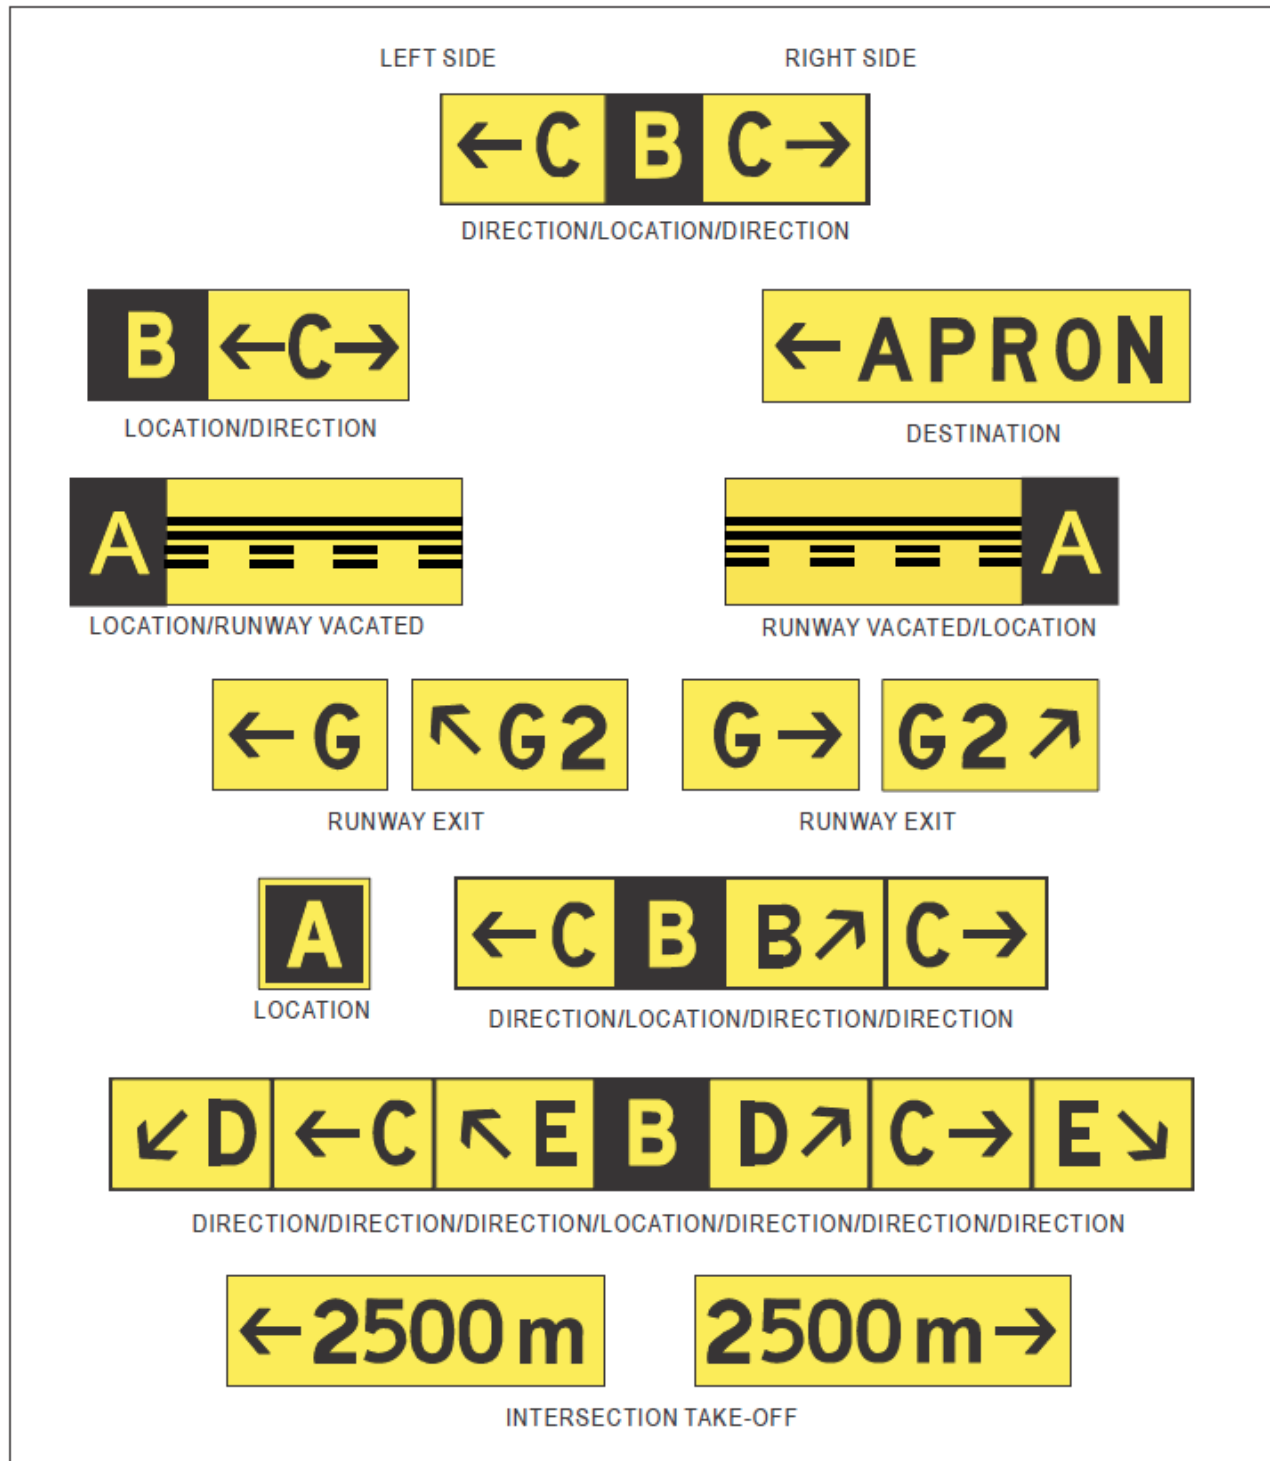 LEFT SIDE RIGHT SIDE
←C B C→
DIRECTION/LOCATION/DIRECTION
B ←C→
←APRON
LOCATION/DIRECTION
DESTINATION
A
A
LOCATION/RUNWAY VACATED
RUNWAY VACATED/LOCATION
←G ↖G2 G→ G2↗
RUNWAY EXIT RUNWAY EXIT
A
←C B B↗ C→
LOCATION
DIRECTION/LOCATION/DIRECTION/DIRECTION
↙D ←C ↖E B D↗ C→ E↘
DIRECTION/DIRECTION/DIRECTION/LOCATION/DIRECTION/DIRECTION/DIRECTION
←2500m 2500m→
INTERSECTION TAKE-OFF